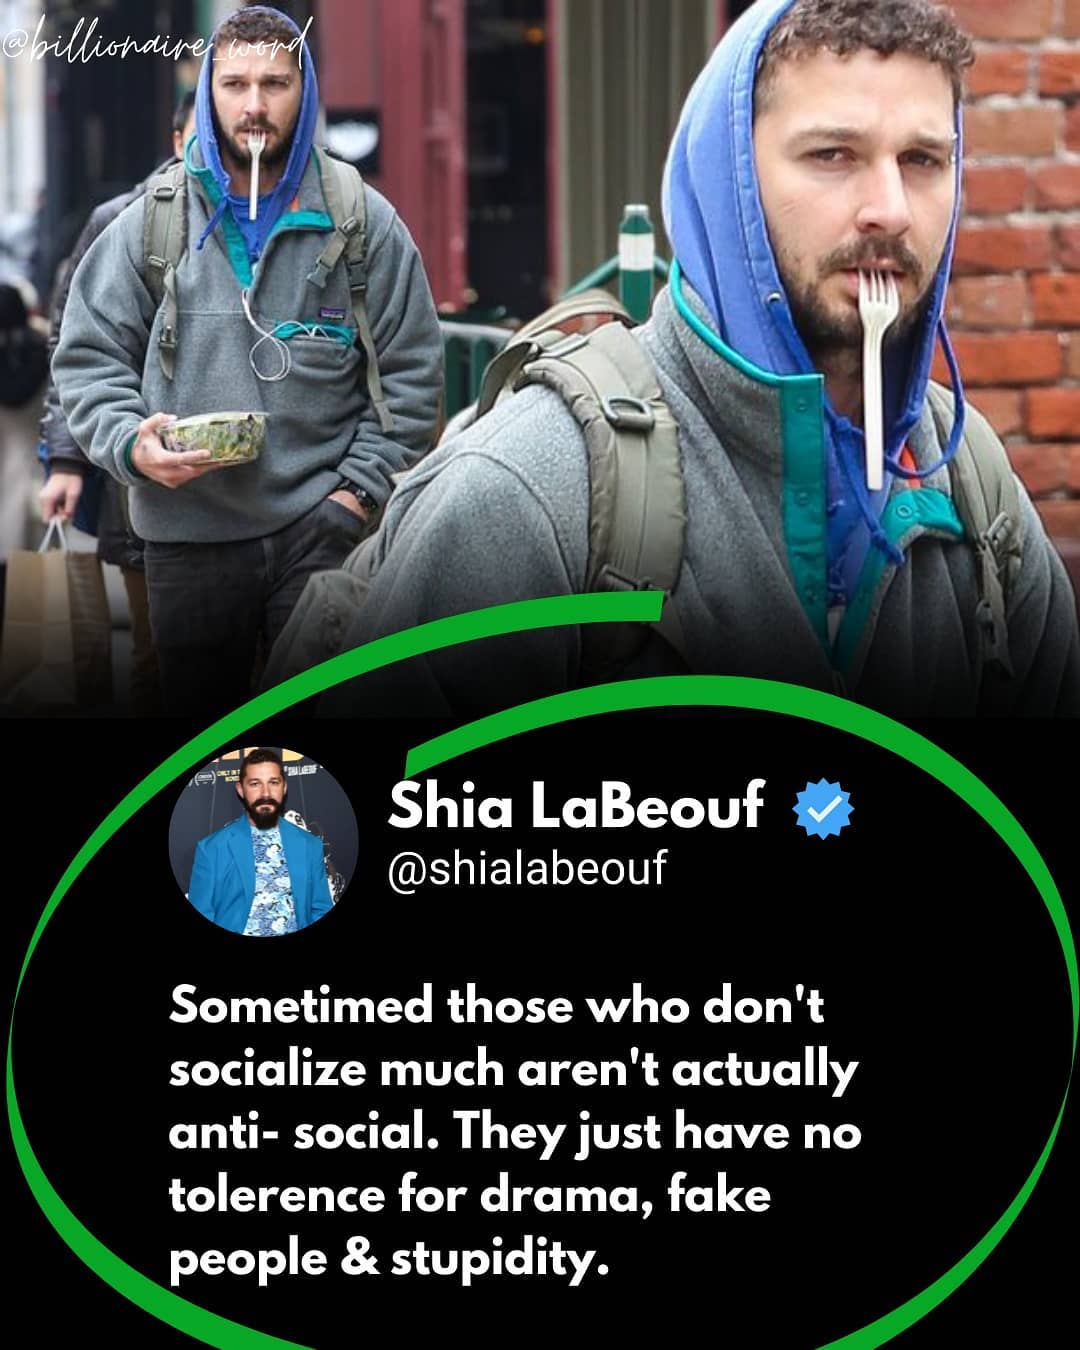 @billionaire_word
Shia LaBeouf
@shialabeouf
Sometimed those who don't
socialize much aren't actually
anti- social. They just have no
tolerence for drama, fake
people & stupidity.